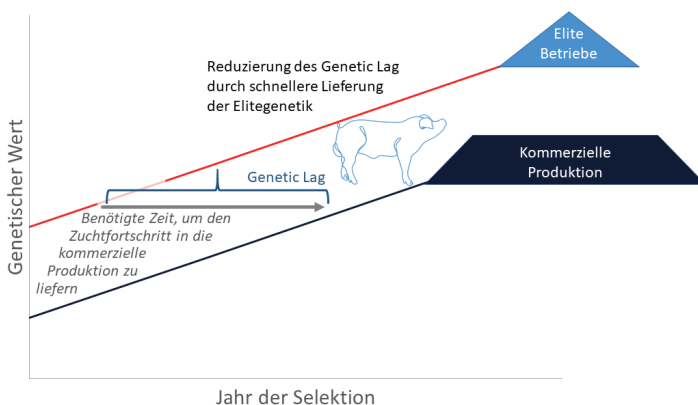 Elite
Betriebe
Reduzierung des Genetic Lag
durch schnellere Lieferung
der Elitegenetik
Kommerzielle
Produktion
Genetic Lag
Benötigte Zeit, um den
Zuchtfortschritt in die
kommerzielle
Produktion zu
liefern
Genetischer Wert
Jahr der Selektion